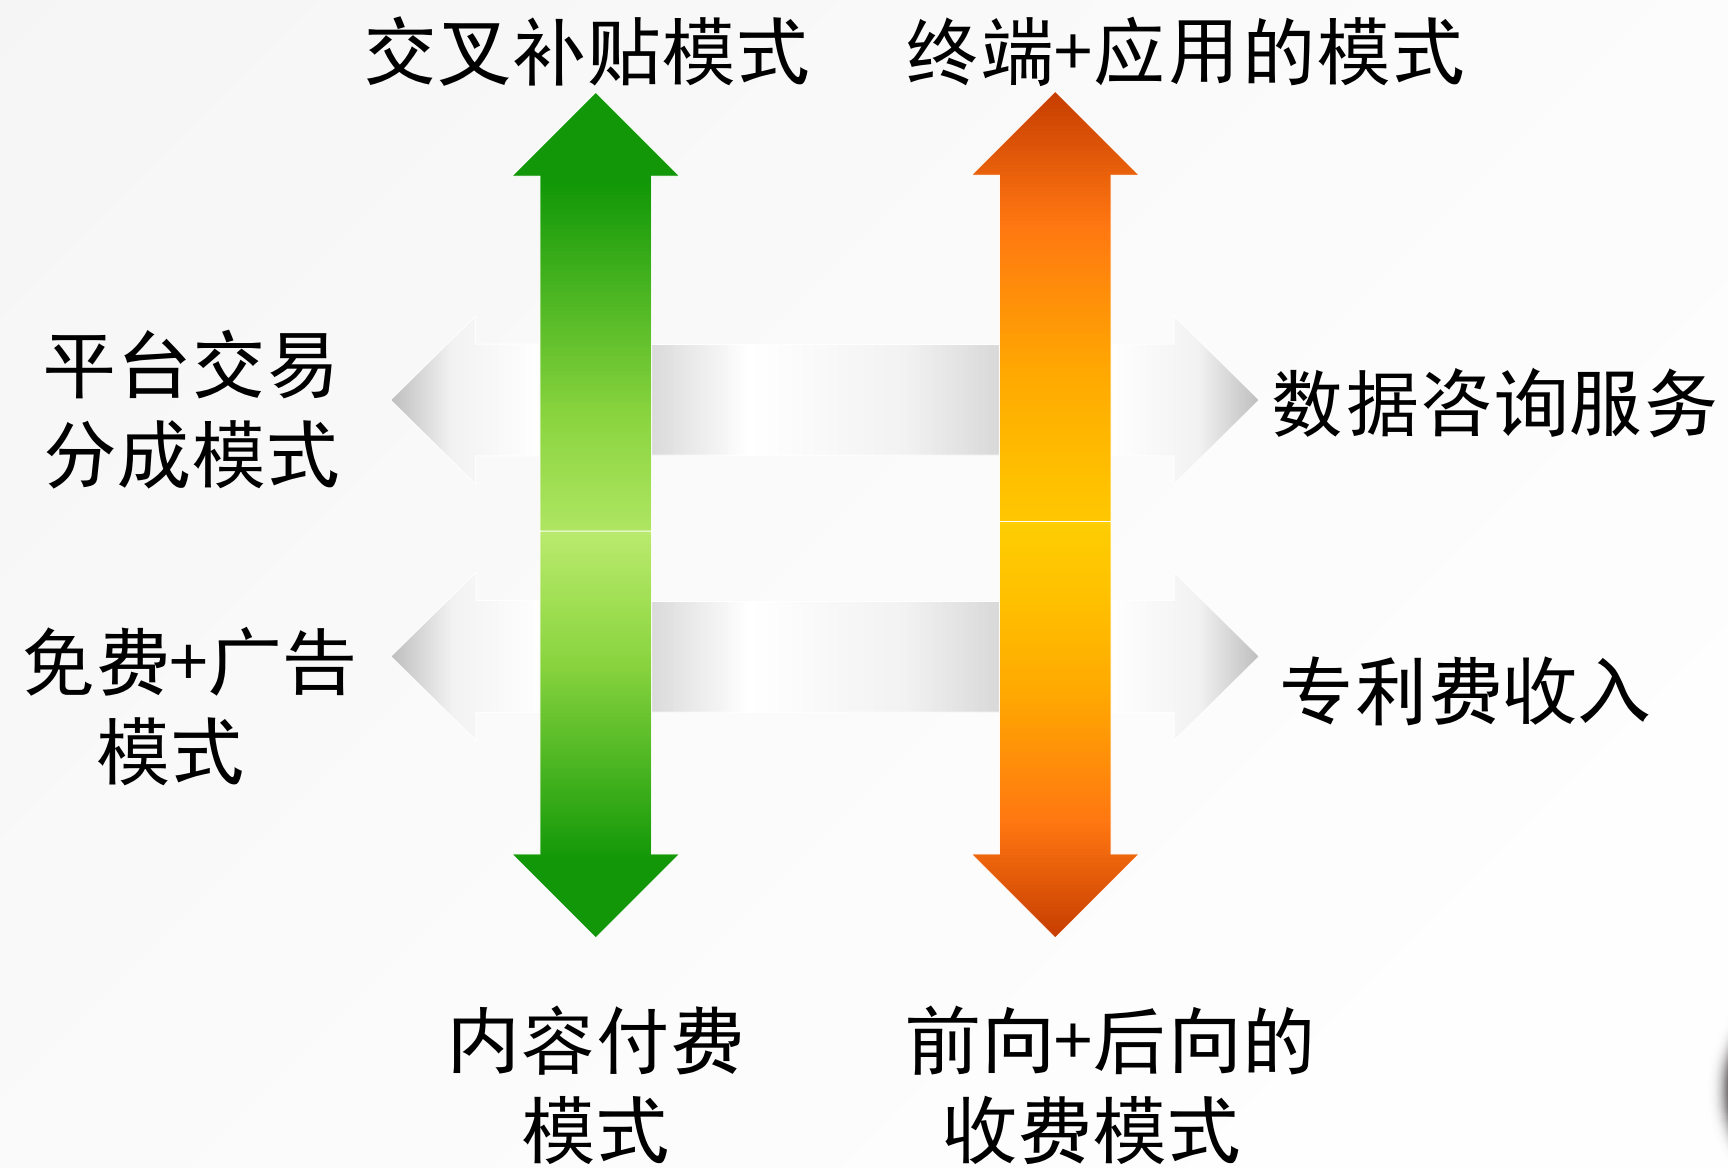 交叉补贴模式
终端+应用的模式
平台交易
分成模式
数据咨询服务
免费+广告
模式
专利费收入
内容付费
模式
前向+后向的
收费模式